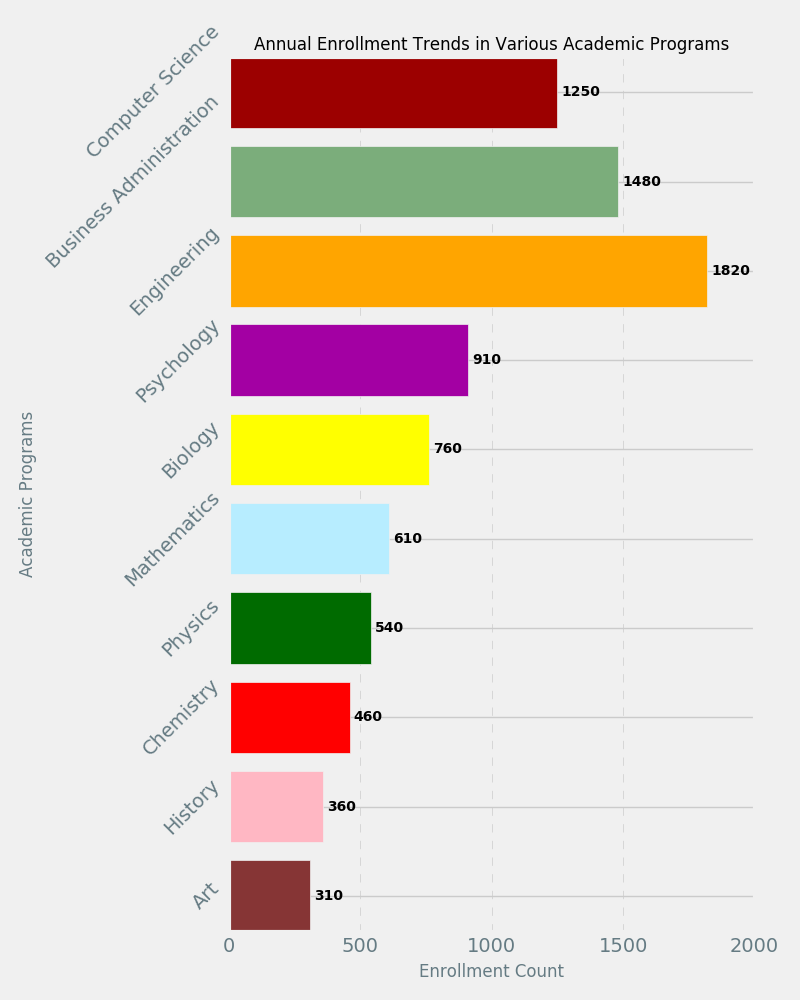 Annual Enrollment Trends in Various Academic Programs
Computer Science
1250
Business Administration
1480
Engineering
1820
Psychology
910
Biology
760
Mathematics
610
Physics
540
Chemistry
460
History
360
Art
310
Academic Programs
0 500 1000 1500 2000
Enrollment Count